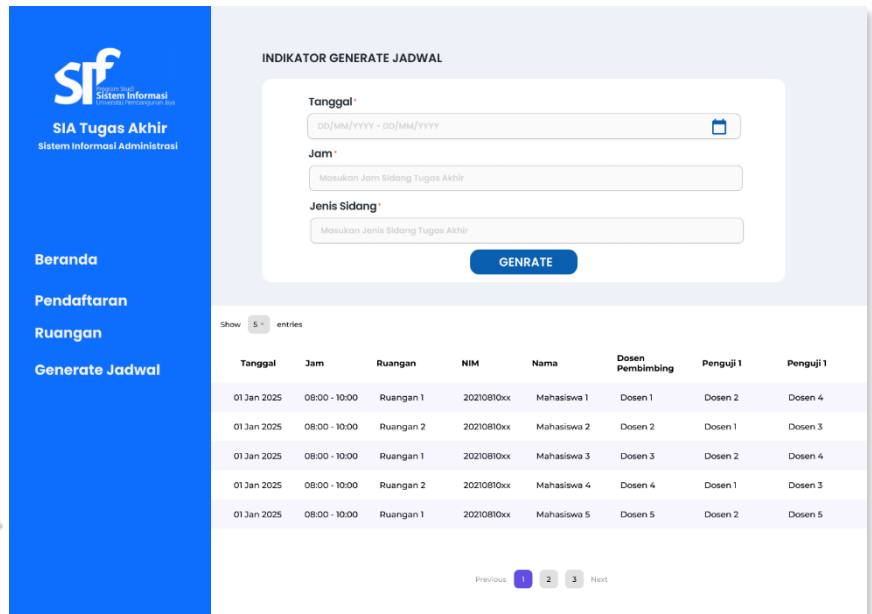 SIf
Program Studi
Sistem Informasi
Universitas Pembangunan Jaya
SIA Tugas Akhir
Sistem Informasi Administrasi
Beranda
Pendaftaran
Ruangan
Generate Jadwal
INDIKATOR GENERATE JADWAL
Tanggal*
DD/MM/YYYY - DD/MM/YYYY
Jam*
Masukan Jam Sidang Tugas Akhir
Jenis Sidang*
Masukan Jenis Sidang Tugas Akhir
GENRATE
Show 5 entries
Tanggal Jam Ruangan NIM Nama Dosen Pembimbing Penguji 1 Penguji 1
01 Jan 2025 08:00 - 10:00 Ruangan 1 20210810xx Mahasiswa 1 Dosen 1 Dosen 2 Dosen 4
01 Jan 2025 08:00 - 10:00 Ruangan 2 20210810xx Mahasiswa 2 Dosen 2 Dosen 1 Dosen 3
01 Jan 2025 08:00 - 10:00 Ruangan 1 20210810xx Mahasiswa 3 Dosen 3 Dosen 2 Dosen 4
01 Jan 2025 08:00 - 10:00 Ruangan 2 20210810xx Mahasiswa 4 Dosen 4 Dosen 1 Dosen 3
01 Jan 2025 08:00 - 10:00 Ruangan 1 20210810xx Mahasiswa 5 Dosen 5 Dosen 2 Dosen 5
Previous 1 2 3 Next